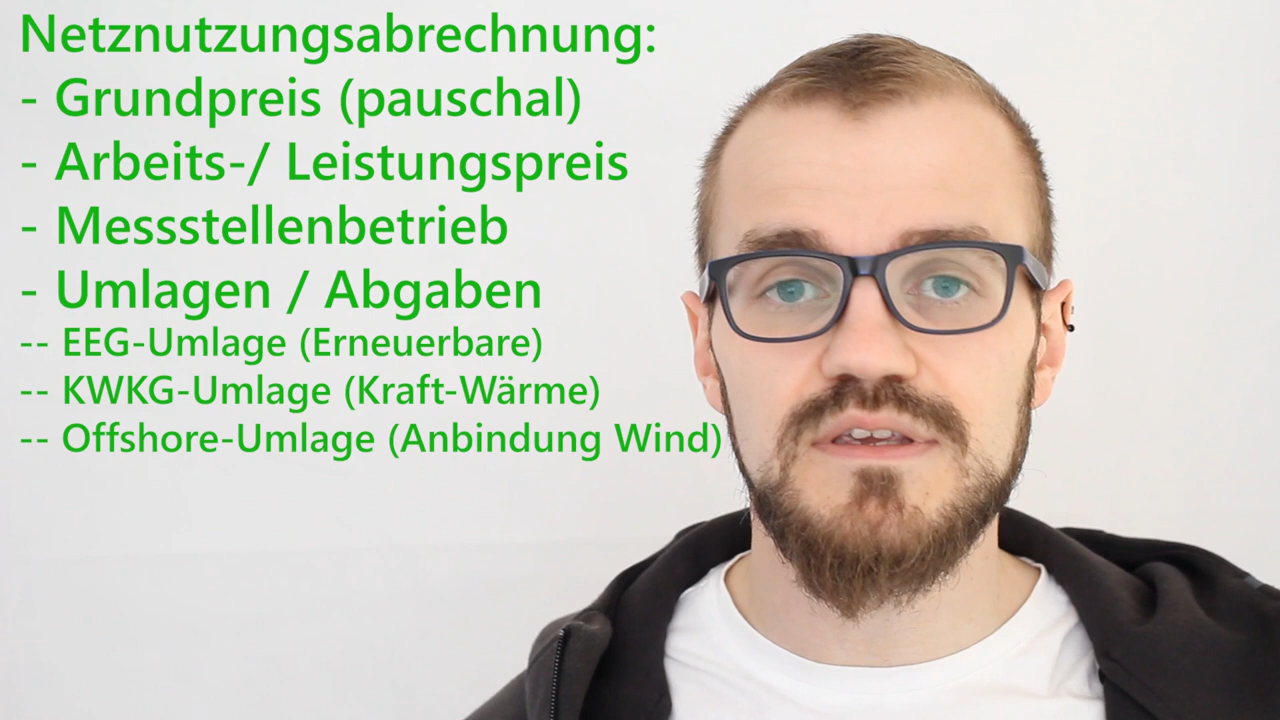 Netznutzungsabrechnung:
- Grundpreis (pauschal)
- Arbeits-/ Leistungspreis
- Messstellenbetrieb
- Umlagen / Abgaben
-- EEG-Umlage (Erneuerbare)
-- KWKG-Umlage (Kraft-Wärme)
-- Offshore-Umlage (Anbindung Wind)